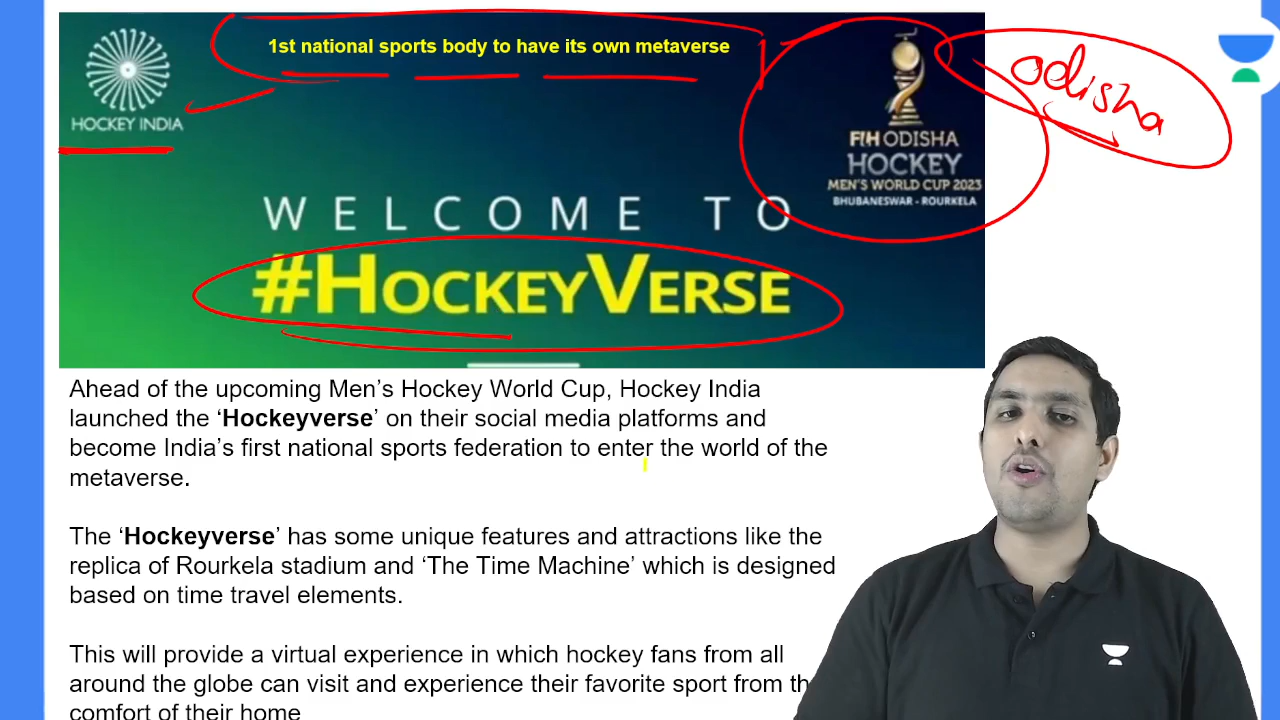 1st national sports body to have its own metaverse
HOCKEY INDIA
odisha
FIH ODISHA
HOCKEY
MEN'S WORLD CUP 2023
BHUBANESWAR - ROURKELA
WELCOME TO
#HOCKEYVERSE
Ahead of the upcoming Men’s Hockey World Cup, Hockey India
launched the ‘Hockeyverse’ on their social media platforms and
become India’s first national sports federation to enter the world of the
metaverse.
The ‘Hockeyverse’ has some unique features and attractions like the
replica of Rourkela stadium and ‘The Time Machine’ which is designed
based on time travel elements.
This will provide a virtual experience in which hockey fans from all
around the globe can visit and experience their favorite sport from
comfort of their home